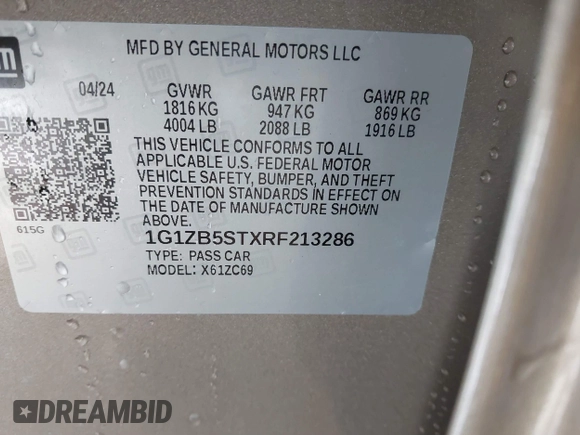 gm
MFD BY GENERAL MOTORS LLC
04/24 GVWR GAWR FRT GAWR RR
1816 KG 947 KG 869 KG
4004 LB 2088 LB 1916 LB
THIS VEHICLE CONFORMS TO ALL
APPLICABLE U.S. FEDERAL MOTOR
VEHICLE SAFETY, BUMPER, AND THEFT
PREVENTION STANDARDS IN EFFECT ON
THE DATE OF MANUFACTURE SHOWN
ABOVE.
615G
1G1ZB5STXRF213286
TYPE: PASS CAR
MODEL: X61ZC69
DREAMBID